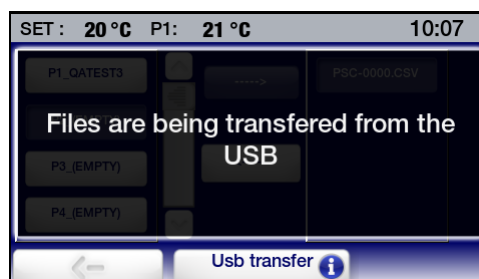 SET : 20 °C P1: 21 °C 10:07
P1_QATEST3
----->
PSC-0000.CSV
Files are being transfered from the
USB
P3_(EMPTY)
P4_(EMPTY)
Usb transfer